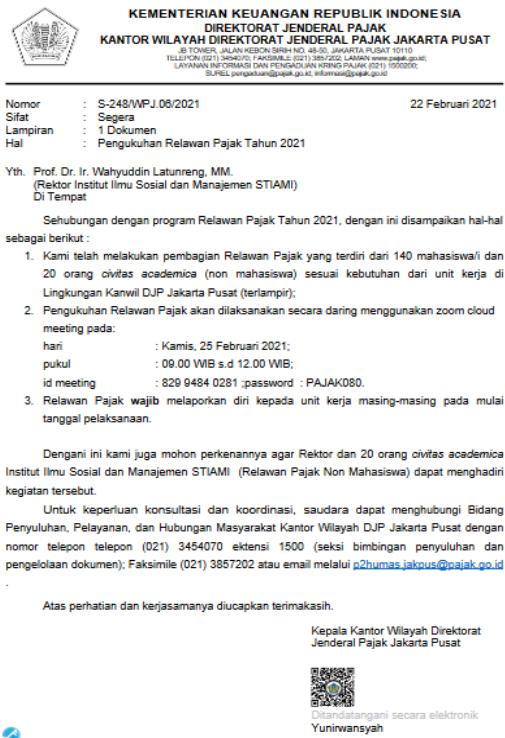 KEMENTERIAN KEUANGAN REPUBLIK INDONESIA
DIREKTORAT JENDERAL PAJAK
KANTOR WILAYAH DIREKTORAT JENDERAL PAJAK JAKARTA PUSAT
JB TOWER, JALAN KEBON SIRIH NO. 48-50, JAKARTA PUSAT 10110
TELEPON (021) 3454070; FAKSIMILE (021) 3857202; LAMAN www.pajak.go.id;
LAYANAN INFORMASI DAN PENGADUAN KRING PAJAK (021) 1500200;
SUREL pengaduan@pajak.go.id, informasi@pajak.go.id
Nomor : S-248/WPJ.06/2021 22 Februari 2021
Sifat : Segera
Lampiran : 1 Dokumen
Hal : Pengukuhan Relawan Pajak Tahun 2021
Yth. Prof. Dr. Ir. Wahyuddin Latunreng, MM.
(Rektor Institut Ilmu Sosial dan Manajemen STIAMI)
Di Tempat
Sehubungan dengan program Relawan Pajak Tahun 2021, dengan ini disampaikan hal-hal
sebagai berikut :
1. Kami telah melakukan pembagian Relawan Pajak yang terdiri dari 140 mahasiswa/i dan
20 orang civitas academica (non mahasiswa) sesuai kebutuhan dari unit kerja di
Lingkungan Kanwil DJP Jakarta Pusat (terlampir);
2. Pengukuhan Relawan Pajak akan dilaksanakan secara daring menggunakan zoom cloud
meeting pada:
hari : Kamis, 25 Februari 2021;
pukul : 09.00 WIB s.d 12.00 WIB;
id meeting : 829 9484 0281 ;password : PAJAK080.
3. Relawan Pajak wajib melaporkan diri kepada unit kerja masing-masing pada mulai
tanggal pelaksanaan.
Dengani ini kami juga mohon perkenannya agar Rektor dan 20 orang civitas academica
Institut Ilmu Sosial dan Manajemen STIAMI (Relawan Pajak Non Mahasiswa) dapat menghadiri
kegiatan tersebut.
Untuk keperluan konsultasi dan koordinasi, saudara dapat menghubungi Bidang
Penyuluhan, Pelayanan, dan Hubungan Masyarakat Kantor Wilayah DJP Jakarta Pusat dengan
nomor telepon telepon (021) 3454070 ektensi 1500 (seksi bimbingan penyuluhan dan
pengelolaan dokumen); Faksimile (021) 3857202 atau email melalui p2humas.jakpus@pajak.go.id
.
Atas perhatian dan kerjasamanya diucapkan terimakasih.
Kepala Kantor Wilayah Direktorat
Jenderal Pajak Jakarta Pusat
Ditandatangani secara elektronik
Yunirwansyah